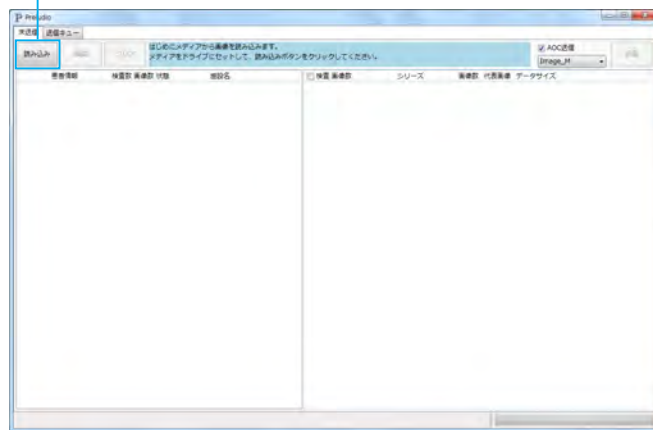 Preludio
未送信 送信キュー
読み込み
はじめにメディアから画像を読み込みます。
メディアをドライブにセットして、読み込みボタンをクリックしてください。
AOC送信
Image_M
患者情報 検査数 画像数 状態 施設名
検査 画像数 シリーズ 画像数 代表画像 データサイズ